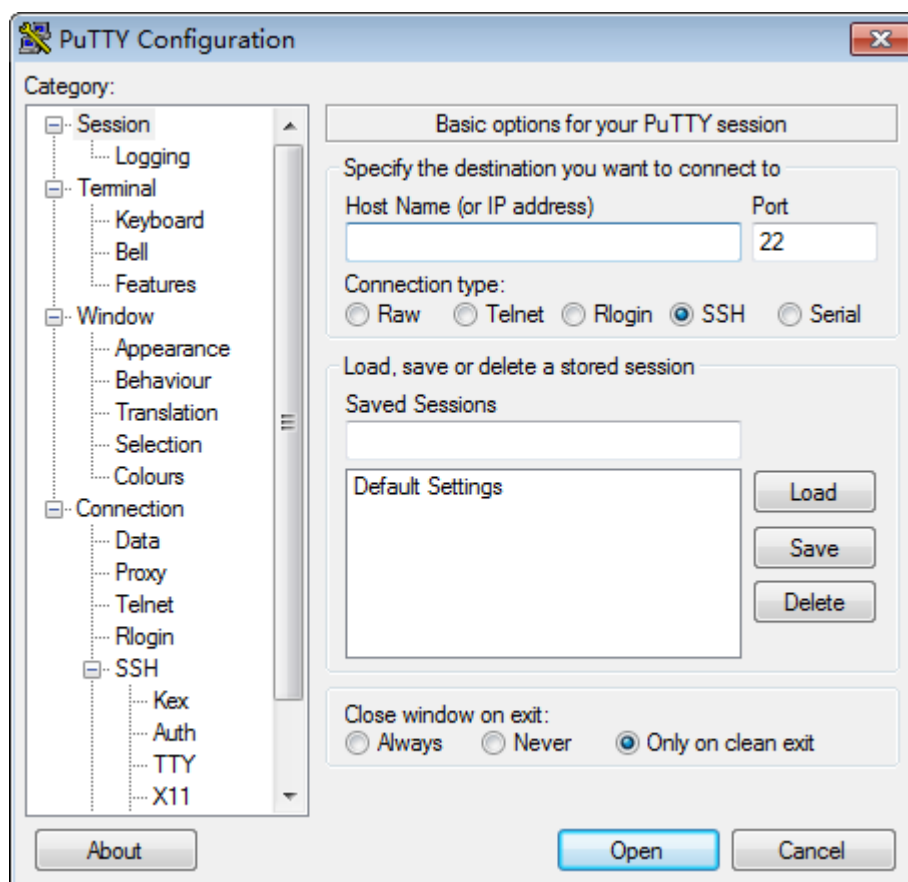 PuTTY Configuration
Category:
Session
Logging
Terminal
Keyboard
Bell
Features
Window
Appearance
Behaviour
Translation
Selection
Colours
Connection
Data
Proxy
Telnet
Rlogin
SSH
Kex
Auth
TTY
X11
Basic options for your PuTTY session
Specify the destination you want to connect to
Host Name (or IP address) Port
22
Connection type:
Raw Telnet Rlogin SSH Serial
Load, save or delete a stored session
Saved Sessions
Default Settings
Load
Save
Delete
Close window on exit:
Always Never Only on clean exit
About Open Cancel